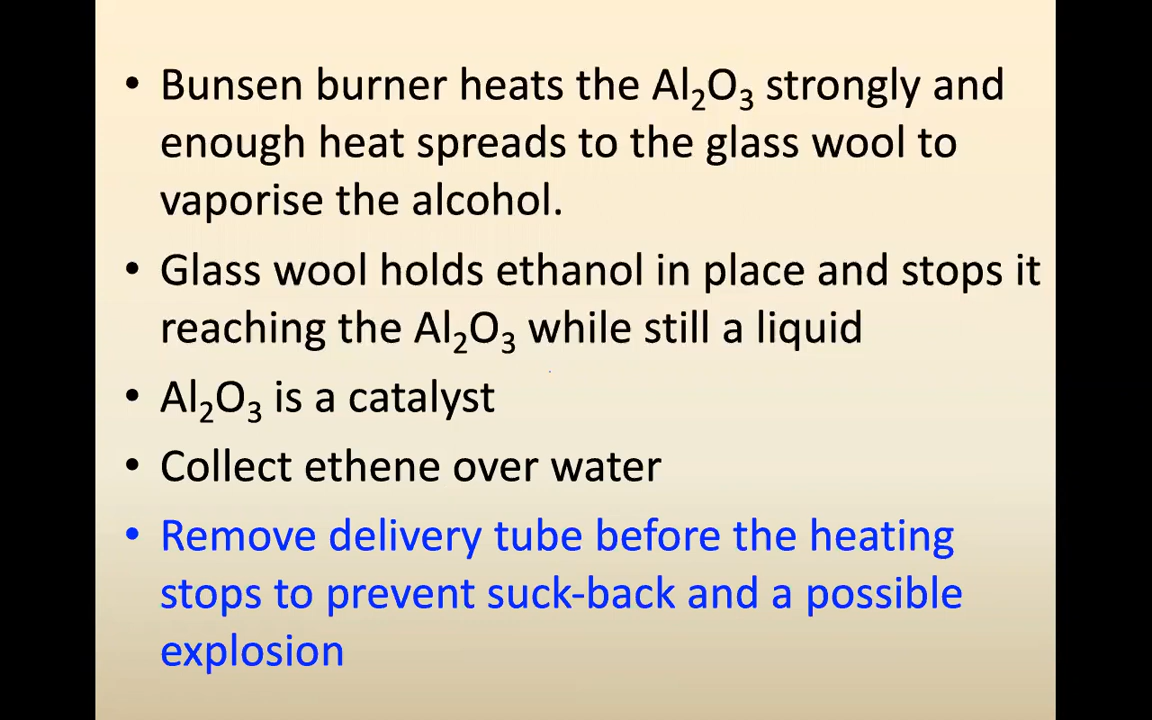 • Bunsen burner heats the Al₂O₃ strongly and
enough heat spreads to the glass wool to
vaporise the alcohol.
• Glass wool holds ethanol in place and stops it
reaching the Al₂O₃ while still a liquid
• Al₂O₃ is a catalyst
• Collect ethene over water
• Remove delivery tube before the heating
stops to prevent suck-back and a possible
explosion